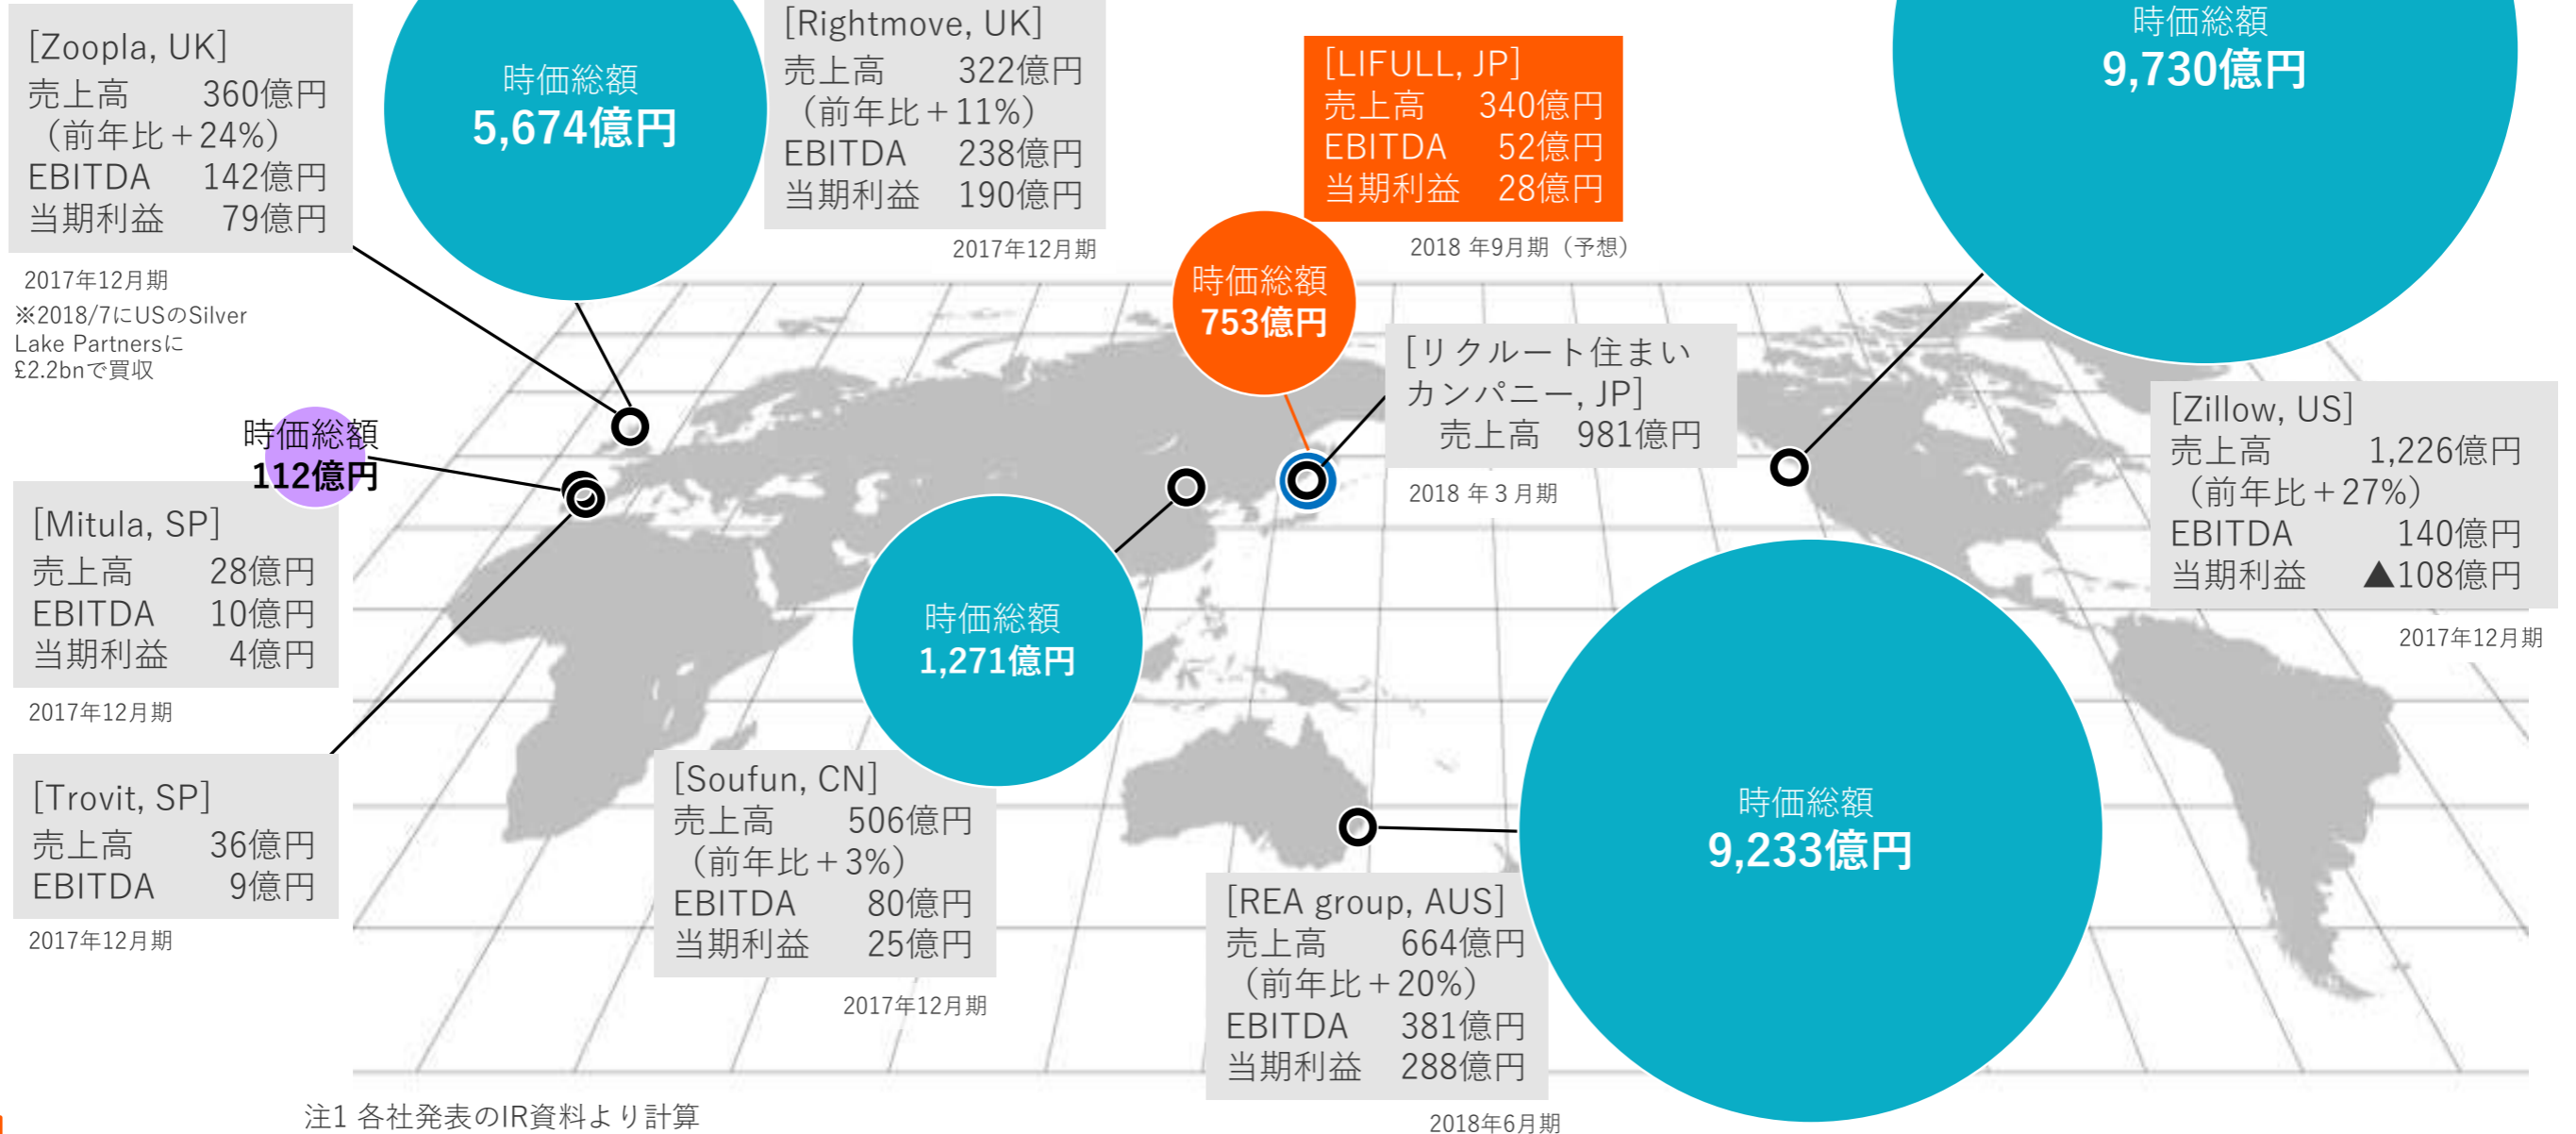 [Zoopla, UK]
売上高 360億円
（前年比＋24%）
EBITDA 142億円
当期利益 79億円
2017年12月期
※2018/7にUSのSilver
Lake Partnersに
£2.2bnで買収
時価総額
5,674億円
[Rightmove, UK]
売上高 322億円
（前年比＋11%）
EBITDA 238億円
当期利益 190億円
2017年12月期
[LIFULL, JP]
売上高 340億円
EBITDA 52億円
当期利益 28億円
2018 年9月期（予想）
時価総額
753億円
[リクルート住まい
カンパニー, JP]
売上高 981億円
2018 年３月期
時価総額
9,730億円
[Zillow, US]
売上高 1,226億円
（前年比＋27%）
EBITDA 140億円
当期利益 ▲108億円
2017年12月期
時価総額
112億円
[Mitula, SP]
売上高 28億円
EBITDA 10億円
当期利益 4億円
2017年12月期
[Trovit, SP]
売上高 36億円
EBITDA 9億円
2017年12月期
時価総額
1,271億円
[Soufun, CN]
売上高 506億円
（前年比＋3%）
EBITDA 80億円
当期利益 25億円
2017年12月期
時価総額
9,233億円
[REA group, AUS]
売上高 664億円
（前年比＋20%）
EBITDA 381億円
当期利益 288億円
2018年6月期
注1 各社発表のIR資料より計算